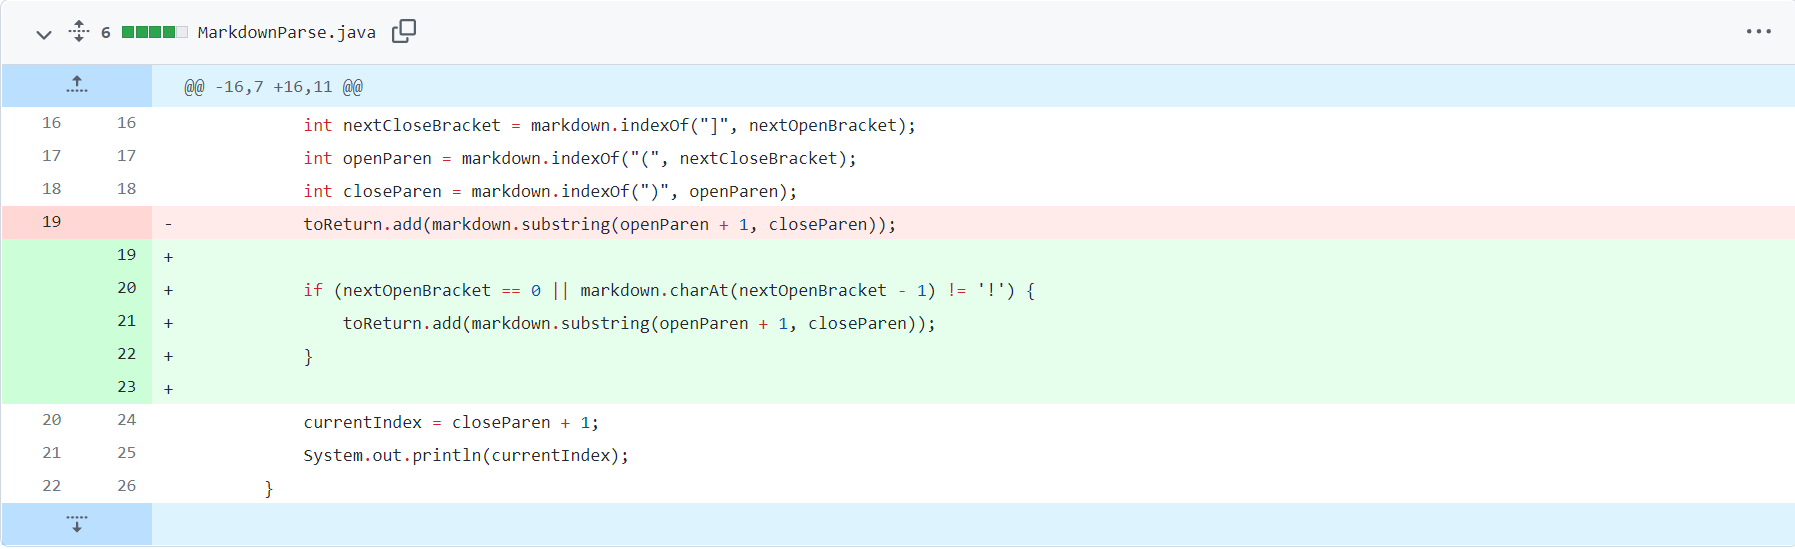 6 MarkdownParse.java
@@ -16,7 +16,11 @@
16 16 int nextCloseBracket = markdown.indexOf("]", nextOpenBracket);
17 17 int openParen = markdown.indexOf("(", nextCloseBracket);
18 18 int closeParen = markdown.indexOf(")", openParen);
19 - toReturn.add(markdown.substring(openParen + 1, closeParen));
19 +
20 + if (nextOpenBracket == 0 || markdown.charAt(nextOpenBracket - 1) != '!') {
21 + toReturn.add(markdown.substring(openParen + 1, closeParen));
22 + }
23 +
20 24 currentIndex = closeParen + 1;
21 25 System.out.println(currentIndex);
22 26 }